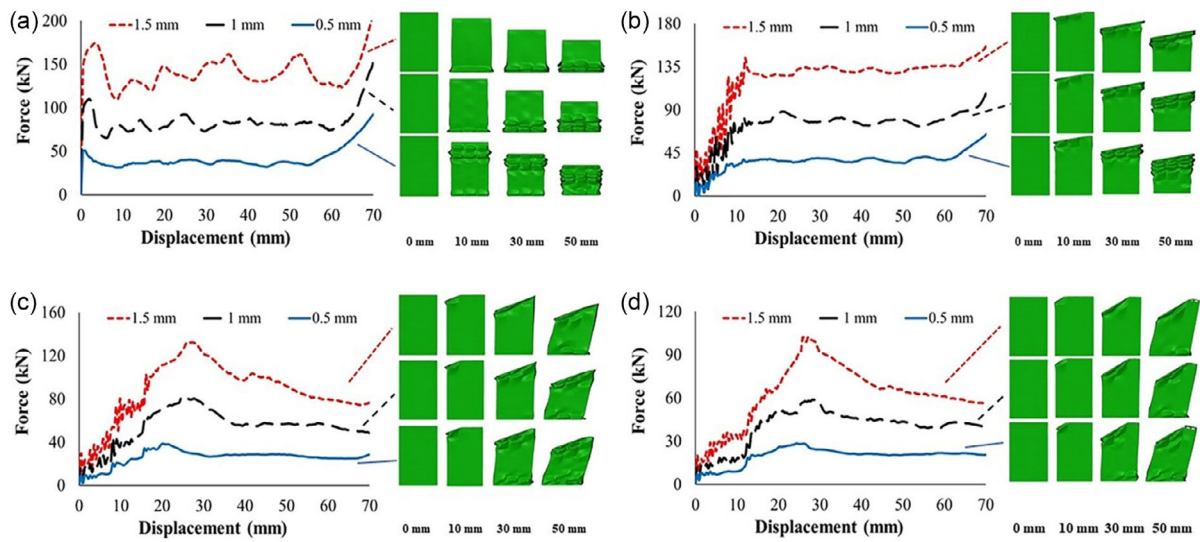 (a)
1.5 mm 1 mm 0.5 mm
200
150
100
50
0
Force (kN)
0 10 20 30 40 50 60 70
Displacement (mm)
0 mm 10 mm 30 mm 50 mm
(b)
1.5 mm 1 mm 0.5 mm
180
135
90
45
0
Force (kN)
0 10 20 30 40 50 60 70
Displacement (mm)
0 mm 10 mm 30 mm 50 mm
(c)
1.5 mm 1 mm 0.5 mm
160
120
80
40
0
Force (kN)
0 10 20 30 40 50 60 70
Displacement (mm)
0 mm 10 mm 30 mm 50 mm
(d)
1.5 mm 1 mm 0.5 mm
120
90
60
30
0
Force (kN)
0 10 20 30 40 50 60 70
Displacement (mm)
0 mm 10 mm 30 mm 50 mm